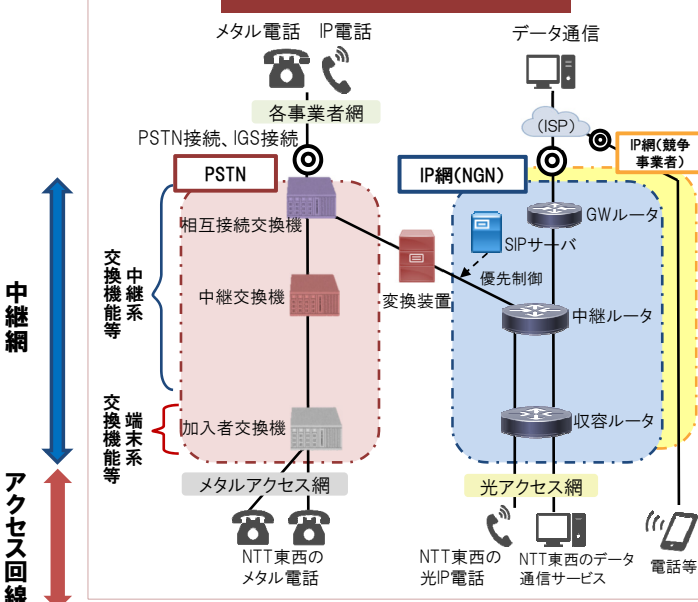 メタル電話
IP電話
データ通信
各事業者網
(ISP)
PSTN接続、IGS接続
IP網(競争
事業者)
PSTN
IP網(NGN)
相互接続交換機
GWルータ
SIPサーバ
優先制御
変換装置
中継系
交換機能等
中継交換機
中継ルータ
中継網
端末系
交換機能等
加入者交換機
収容ルータ
メタルアクセス網
光アクセス網
アクセス回線
NTT東西の
メタル電話
NTT東西の
光IP電話
NTT東西のデータ
通信サービス
電話等